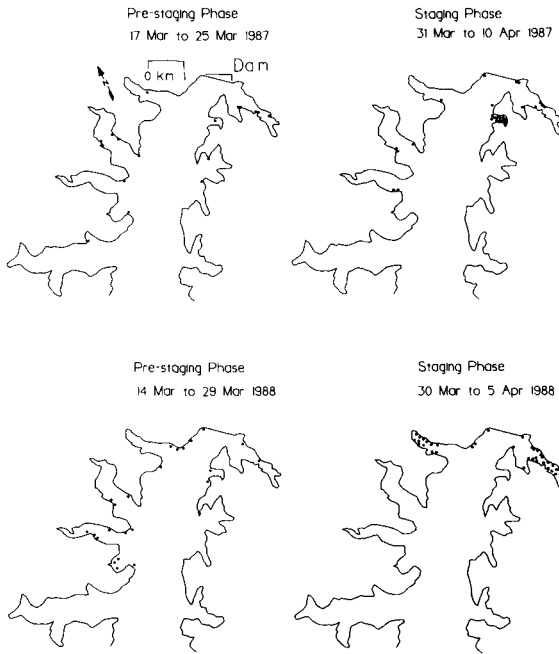 Pre-staging Phase
17 Mar to 25 Mar 1987
Staging Phase
31 Mar to 10 Apr 1987
0 km 1
Dam
N
Pre-staging Phase
14 Mar to 29 Mar 1988
Staging Phase
30 Mar to 5 Apr 1988